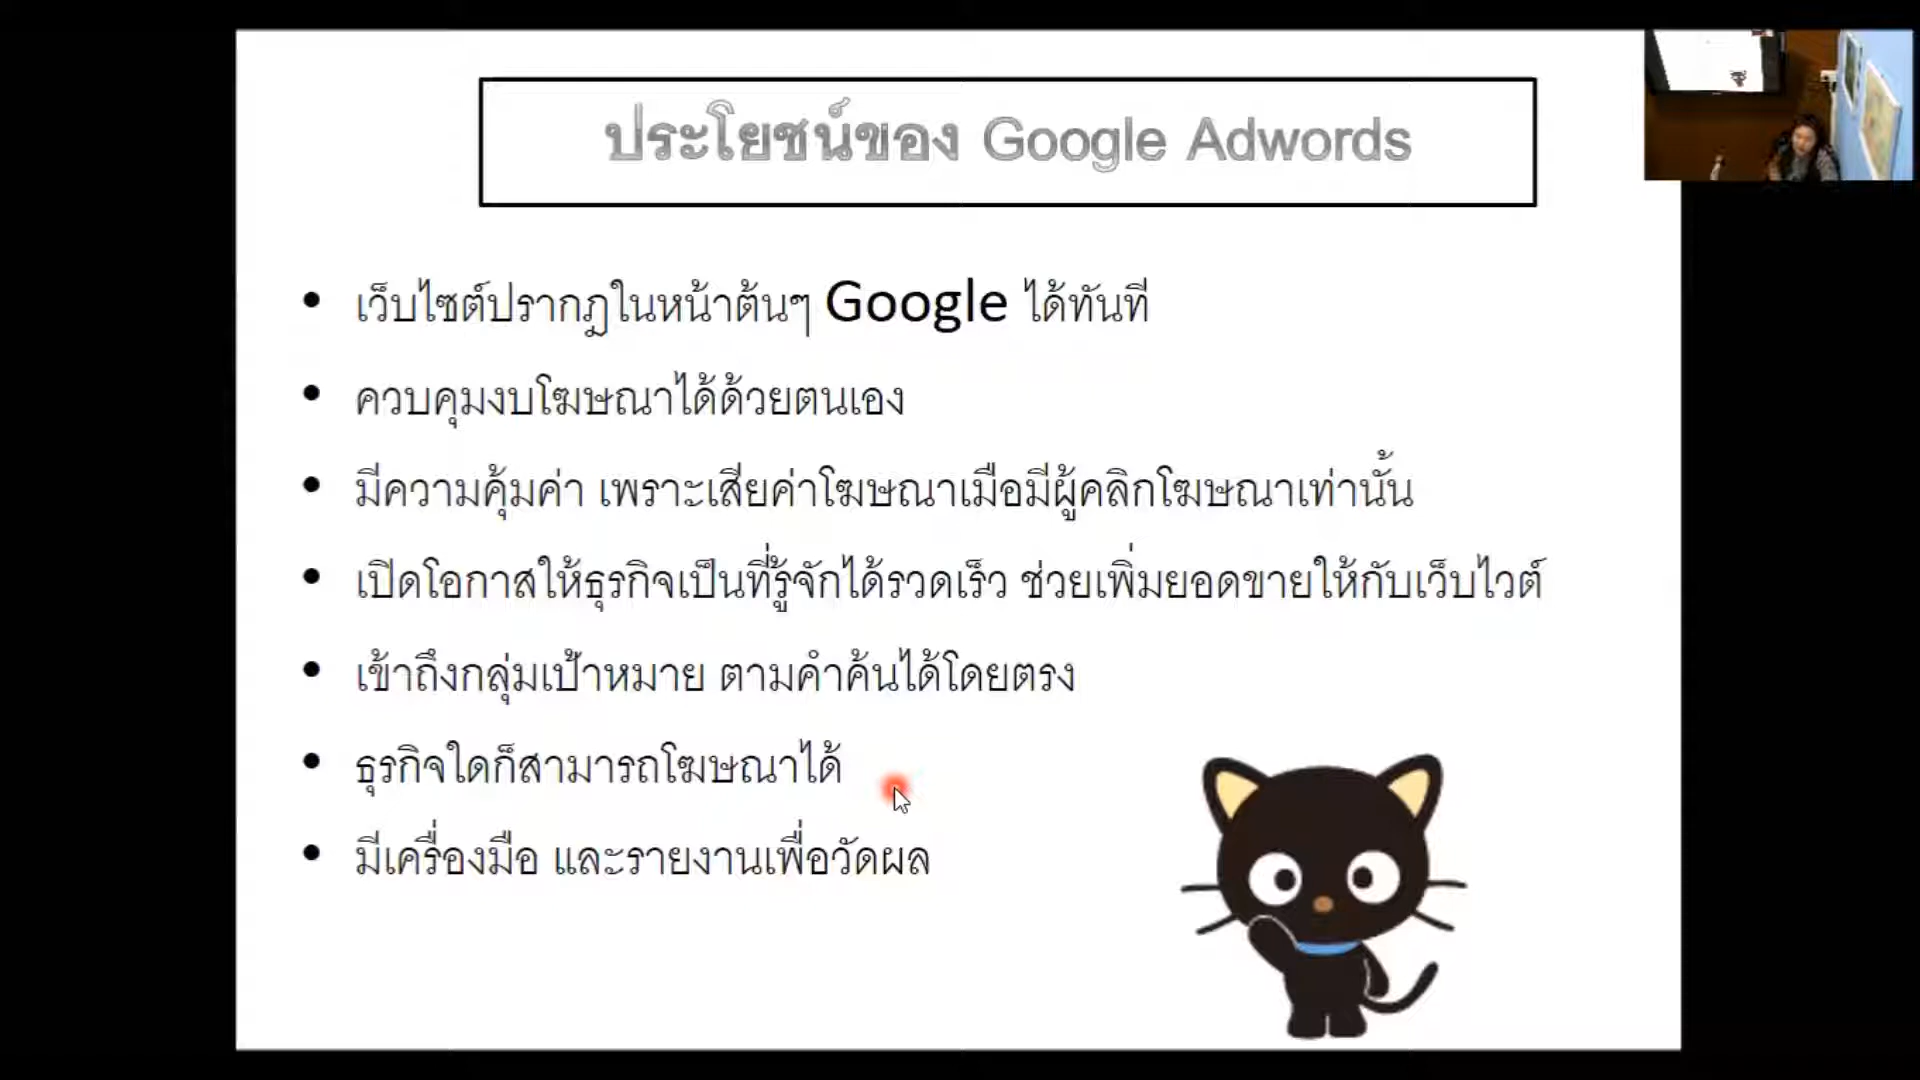 ประโยชน์ของ Google Adwords
• เว็บไซต์ปรากฏในหน้าต้นๆ Google ได้ทันที
• ควบคุมงบโฆษณาได้ด้วยตนเอง
• มีความคุ้มค่า เพราะเสียค่าโฆษณาเมื่อมีผู้คลิกโฆษณาเท่านั้น
• เปิดโอกาสให้ธุรกิจเป็นที่รู้จักได้รวดเร็ว ช่วยเพิ่มยอดขายให้กับเว็บไวต์
• เข้าถึงกลุ่มเป้าหมาย ตามคำค้นได้โดยตรง
• ธุรกิจใดก็สามารถโฆษณาได้
• มีเครื่องมือ และรายงานเพื่อวัดผล